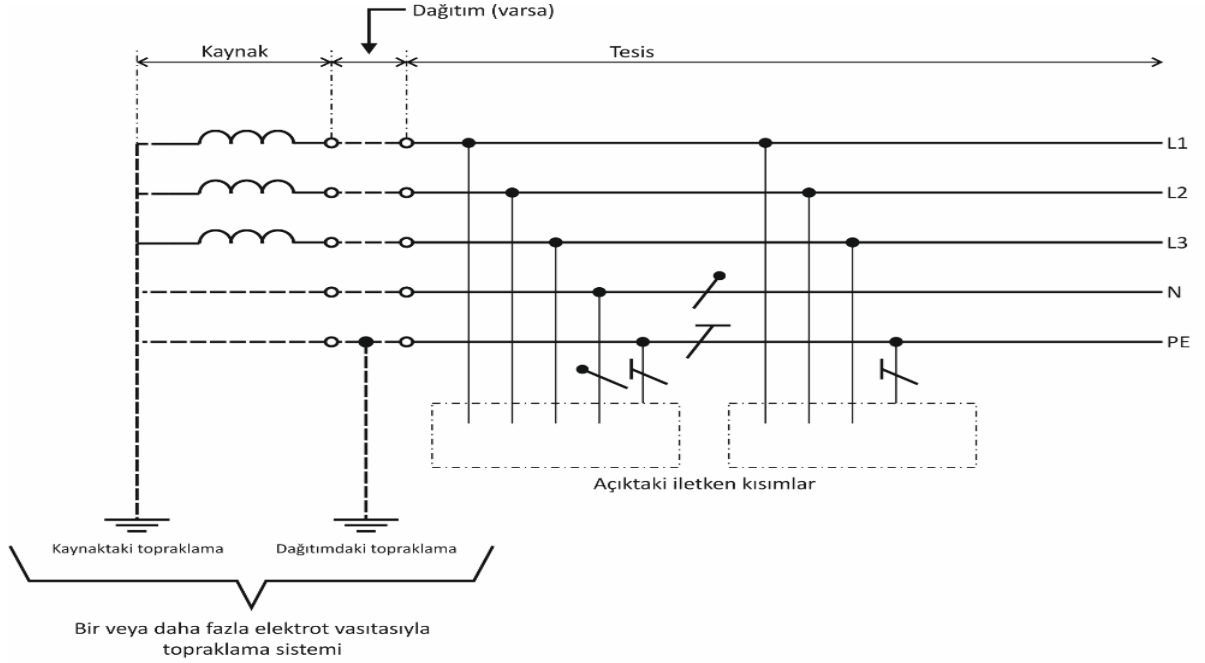 Dağıtım (varsa)
Kaynak
Tesis
L1
L2
L3
N
PE
Açıktaki iletken kısımlar
Kaynaktaki topraklama
Dağıtımdaki topraklama
Bir veya daha fazla elektrot vasıtasıyla
topraklama sistemi